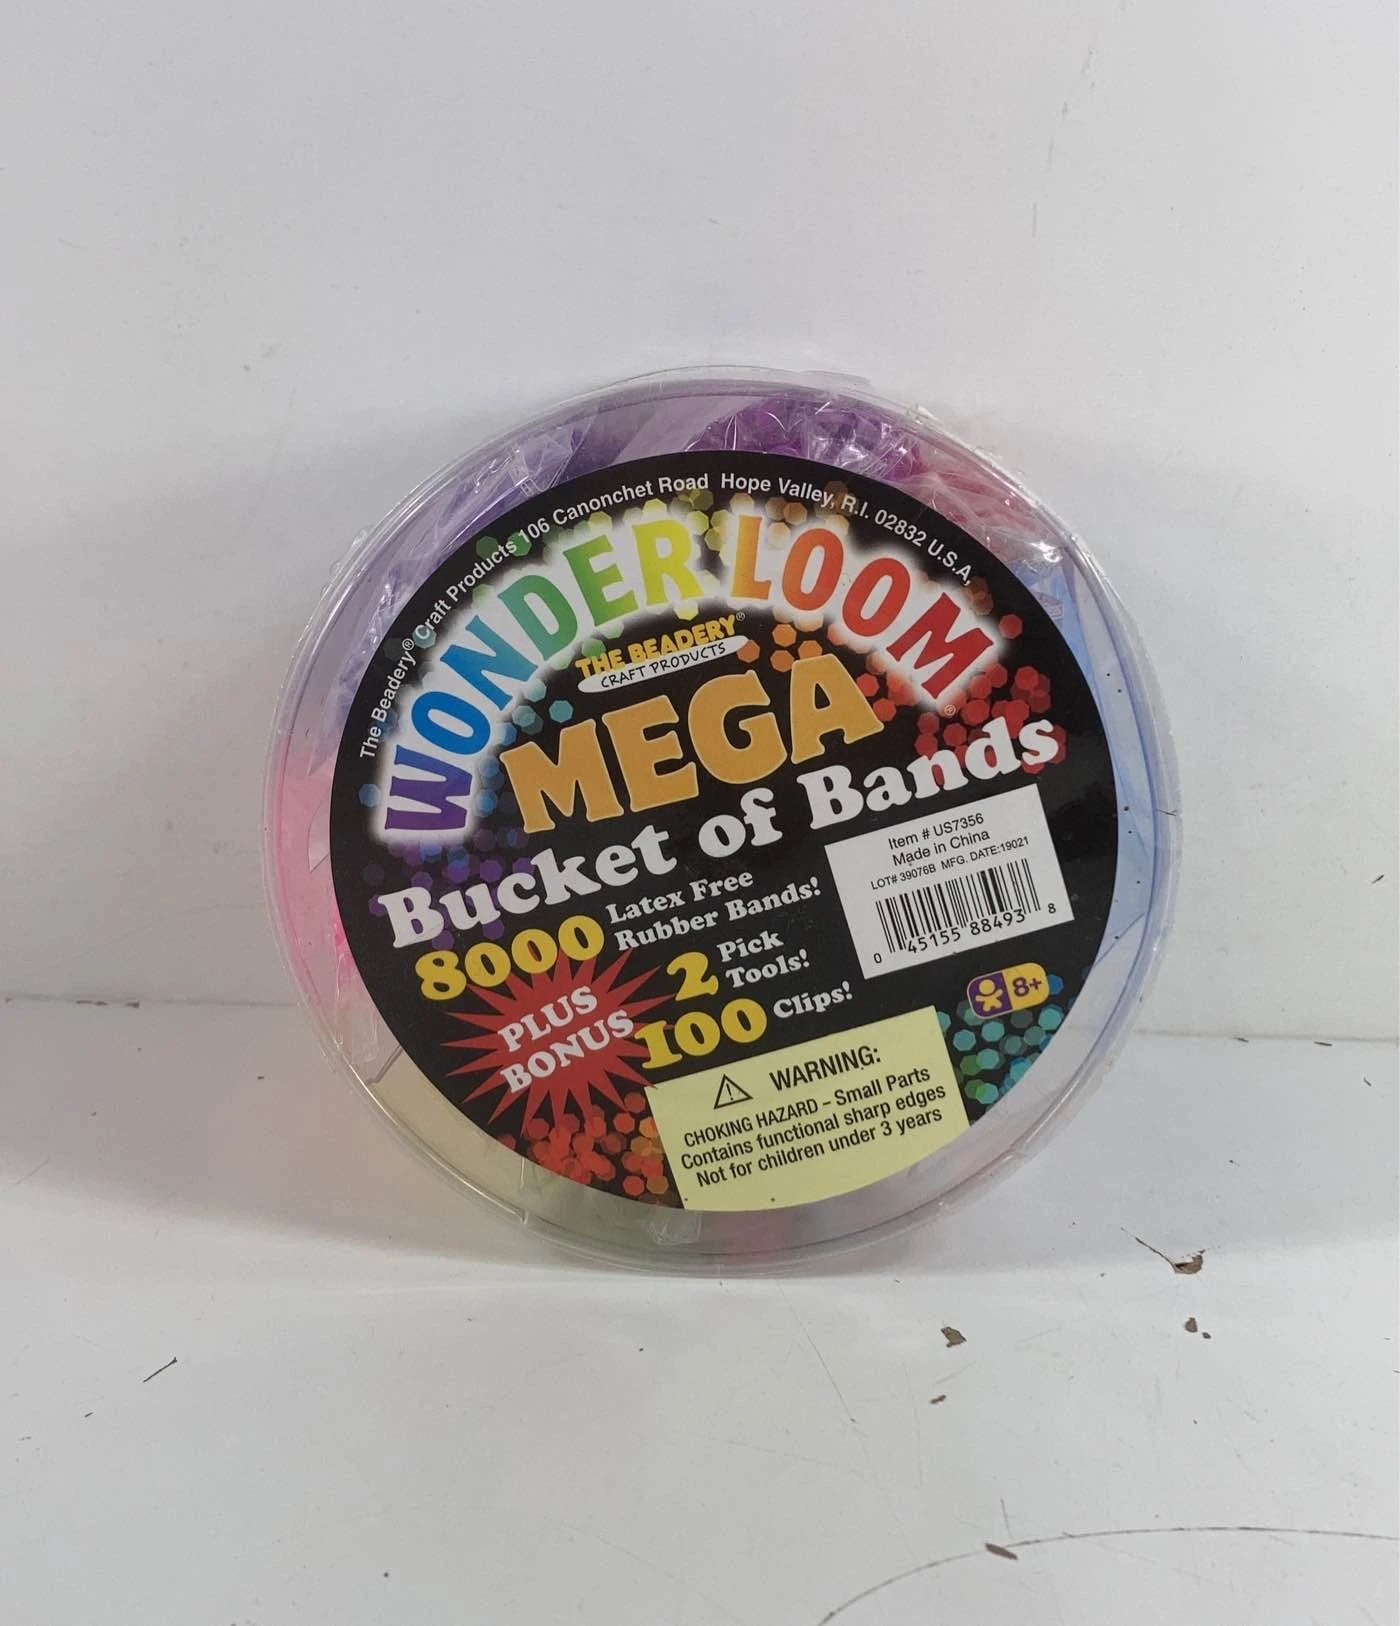 The Beadery® Craft Products 106 Canonchet Road Hope Valley, R.I. 02832 U.S.A,
WONDER LOOM®
THE BEADERY®
CRAFT PRODUCTS
MEGA
Bucket of Bands
8000 Latex Free
Rubber Bands!
PLUS
BONUS
2 Pick
Tools!
100 Clips!
Item # US7356
Made in China
LOT# 39076B MFG. DATE:19021
0 45155 88493 8
8+
WARNING:
CHOKING HAZARD – Small Parts
Contains functional sharp edges
Not for children under 3 years